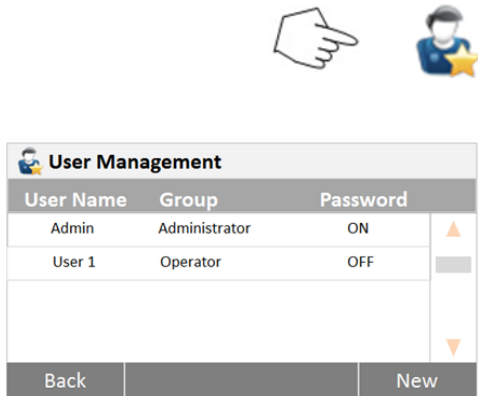 User Management
User Name Group Password
Admin Administrator ON
User 1 Operator OFF
Back New